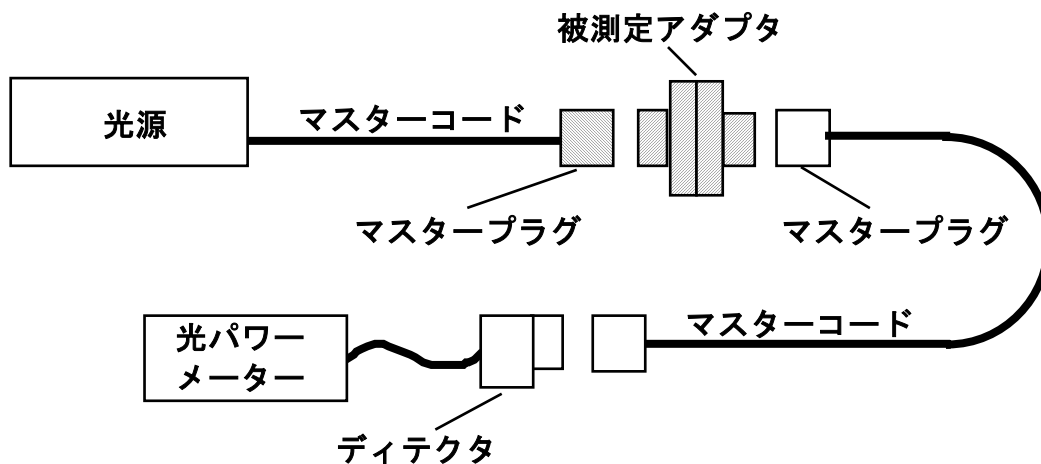 被測定アダプタ
光源
マスターコード
マスタープラグ
マスタープラグ
マスターコード
光パワー
メーター
ディテクタ